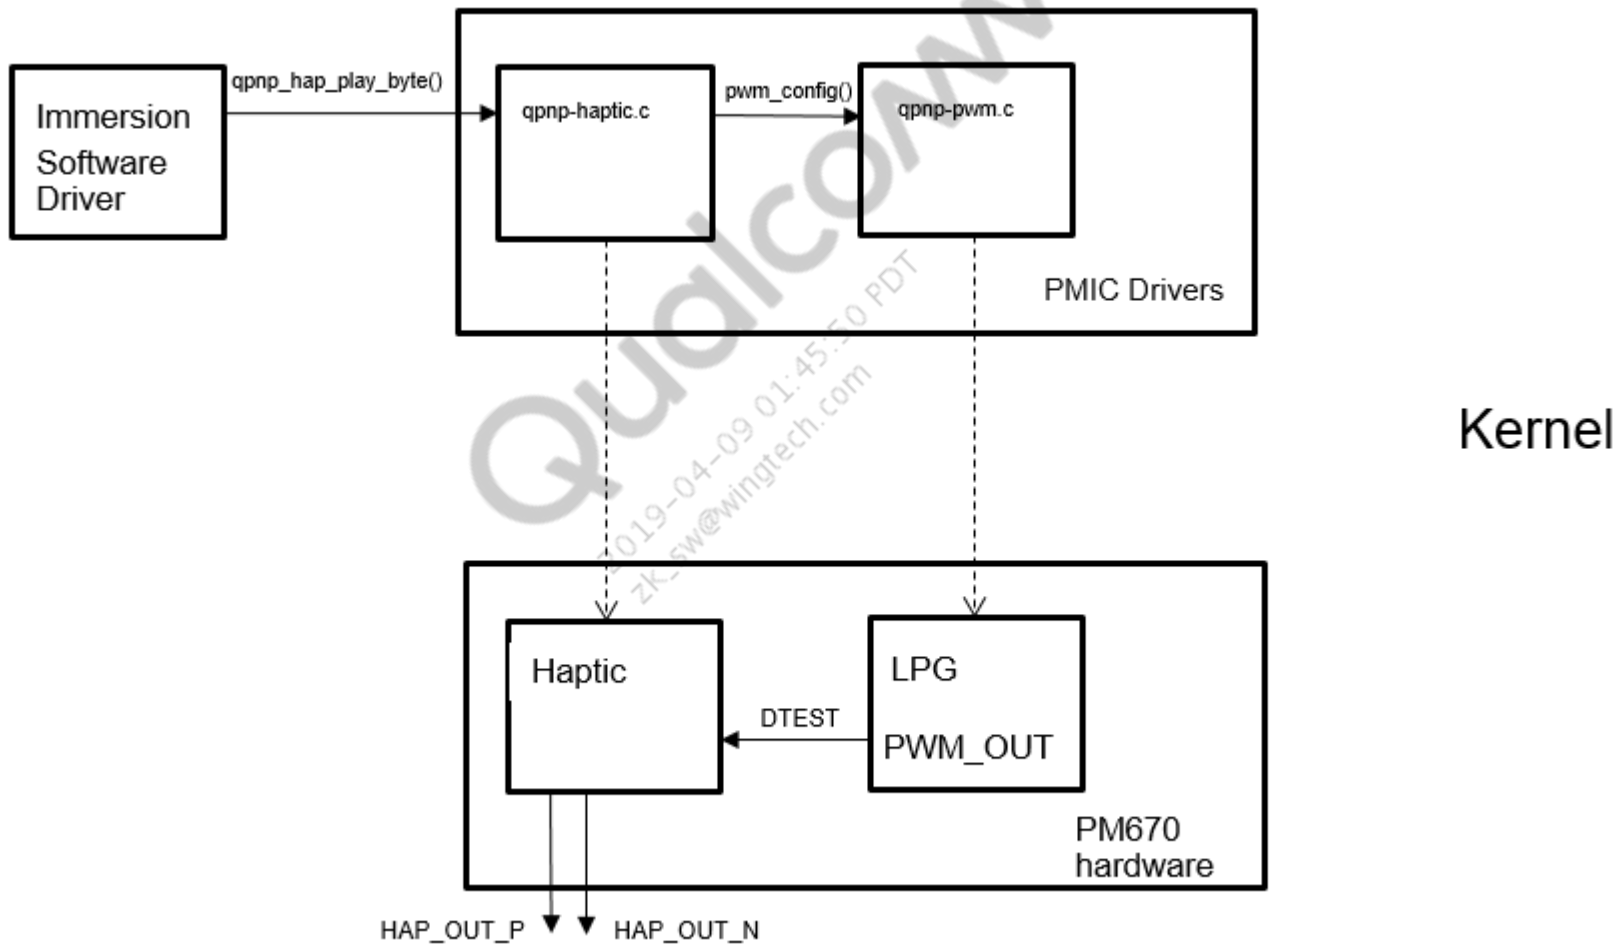 qpnp_hap_play_byte()
Immersion
Software
Driver
qpnp-haptic.c
pwm_config()
qpnp-pwm.c
PMIC Drivers
Qualcomm
2019-04-09 01:45:50 PDT
zk_sw@wingtech.com
Kernel
Haptic
DTEST
LPG
PWM_OUT
PM670
hardware
HAP_OUT_P
HAP_OUT_N